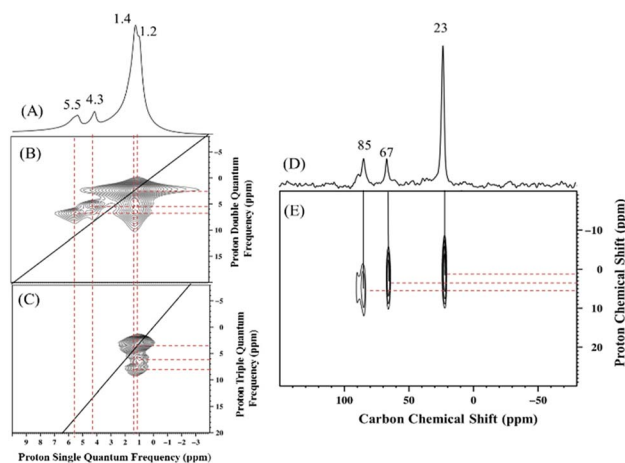 1.4
1.2
5.5
4.3
(A)
(B)
-5
0
5
10
15
Proton Double Quantum
Frequency (ppm)
(C)
-5
0
5
10
15
20
Proton Triple Quantum
Frequency (ppm)
9 8 7 6 5 4 3 2 1 0 -1 -2 -3
Proton Single Quantum Frequency (ppm)
23
85
67
(D)
(E)
-10
0
10
20
Proton Chemical Shift (ppm)
100 50 0 -50
Carbon Chemical Shift (ppm)